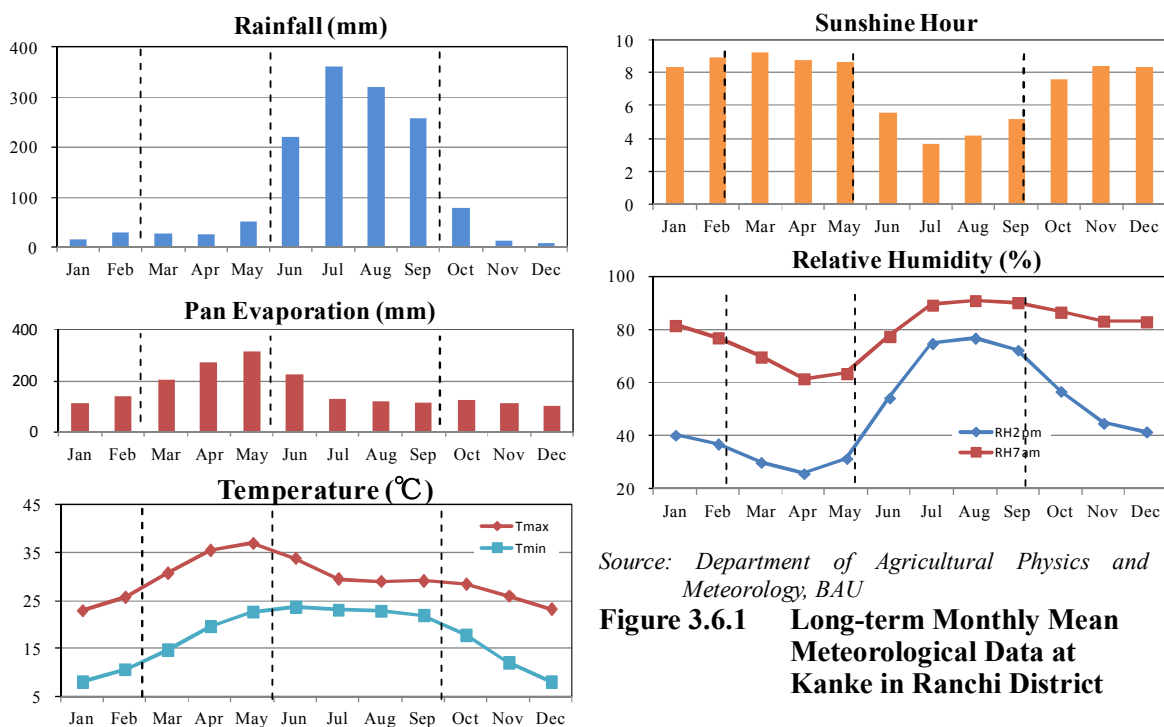 Rainfall (mm)
400
300
200
100
0
Jan Feb Mar Apr May Jun Jul Aug Sep Oct Nov Dec
Pan Evaporation (mm)
400
200
0
Jan Feb Mar Apr May Jun Jul Aug Sep Oct Nov Dec
Temperature (℃)
45
35
25
15
5
Tmax
Tmin
Jan Feb Mar Apr May Jun Jul Aug Sep Oct Nov Dec
Sunshine Hour
10
8
6
4
2
0
Jan Feb Mar Apr May Jun Jul Aug Sep Oct Nov Dec
Relative Humidity (%)
100
80
60
40
20
RH2pm
RH7am
Jan Feb Mar Apr May Jun Jul Aug Sep Oct Nov Dec
Source: Department of Agricultural Physics and
Meteorology, BAU
Figure 3.6.1 Long-term Monthly Mean
Meteorological Data at
Kanke in Ranchi District